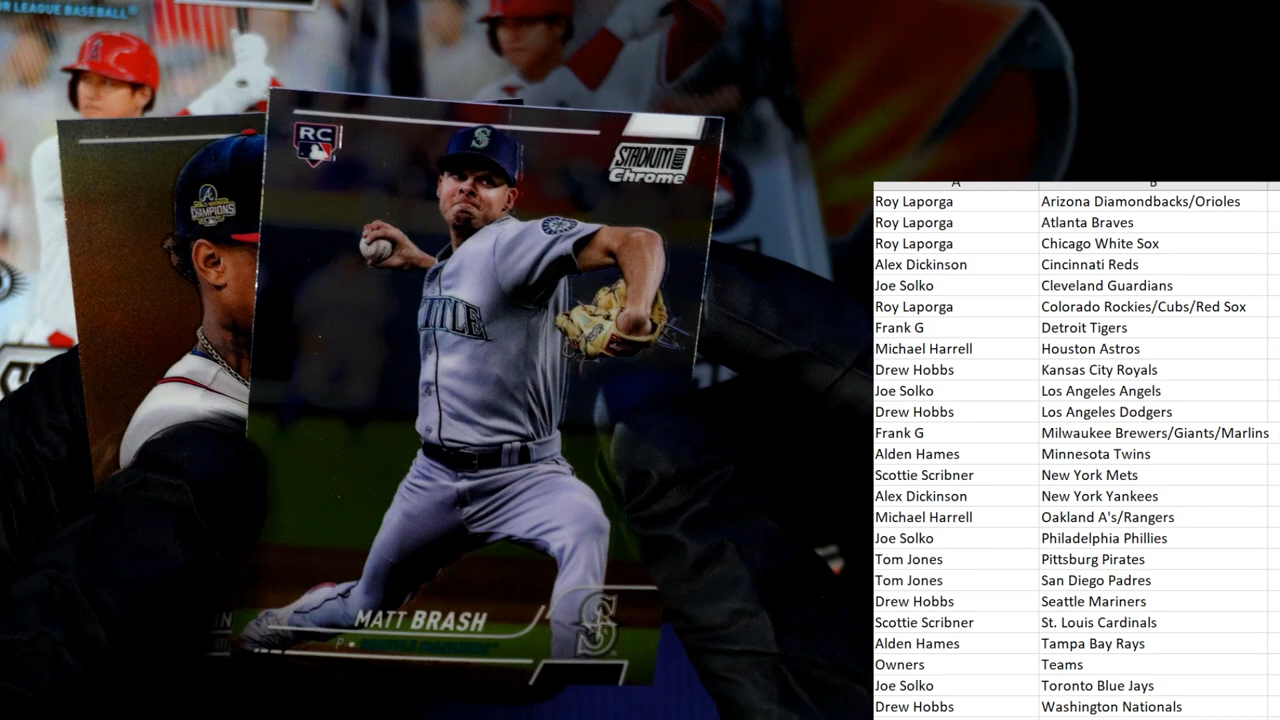 UR LEAGUE BASEBALL®
RC
STADIUM
CLUB
Chrome
CHAMPIONS
MATT BRASH
P •
A B
Roy Laporga Arizona Diamondbacks/Orioles
Roy Laporga Atlanta Braves
Roy Laporga Chicago White Sox
Alex Dickinson Cincinnati Reds
Joe Solko Cleveland Guardians
Roy Laporga Colorado Rockies/Cubs/Red Sox
Frank G Detroit Tigers
Michael Harrell Houston Astros
Drew Hobbs Kansas City Royals
Joe Solko Los Angeles Angels
Drew Hobbs Los Angeles Dodgers
Frank G Milwaukee Brewers/Giants/Marlins
Alden Hames Minnesota Twins
Scottie Scribner New York Mets
Alex Dickinson New York Yankees
Michael Harrell Oakland A's/Rangers
Joe Solko Philadelphia Phillies
Tom Jones Pittsburg Pirates
Tom Jones San Diego Padres
Drew Hobbs Seattle Mariners
Scottie Scribner St. Louis Cardinals
Alden Hames Tampa Bay Rays
Owners Teams
Joe Solko Toronto Blue Jays
Drew Hobbs Washington Nationals